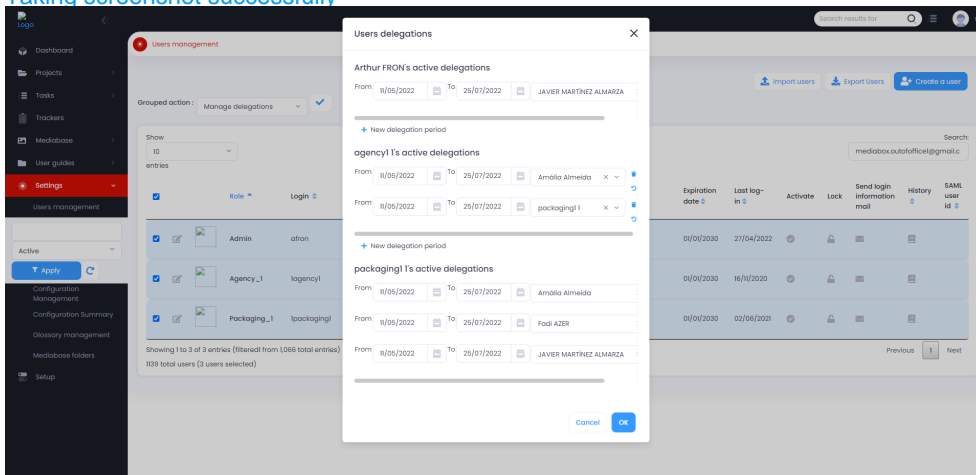 Taking screenshot successfully
Logo
Search results for
Dashboard
Projects
Tasks
Trackers
Mediabase
User guides
Settings
Users management
Active
Apply
Configuration
Management
Configuration Summary
Glossary management
Mediabase folders
Setup
Users management
Import users
Export Users
Create a user
Grouped action :
Manage delegations
Show
10
entries
Search:
mediabox.outofoffice1@gmail.c
Role
Login
Expiration date
Last log-in
Activate
Lock
Send login information mail
History
SAML user id
Admin
afron
01/01/2030
27/04/2022
Agency_1
1agency1
01/01/2030
16/11/2020
Packaging_1
1packaging1
01/01/2030
02/06/2021
Showing 1 to 3 of 3 entries (filteredl from 1,066 total entries)
1139 total users (3 users selected)
Previous 1 Next
Users delegations
Arthur FRON's active delegations
From 11/05/2022 To 25/07/2022 JAVIER MARTÍNEZ ALMARZA
+ New delegation period
agency1 1's active delegations
From 11/05/2022 To 25/07/2022 Amália Almeida
From 11/05/2022 To 25/07/2022 packaging1 1
+ New delegation period
packaging1 1's active delegations
From 11/05/2022 To 25/07/2022 Amália Almeida
From 11/05/2022 To 25/07/2022 Fadi AZER
From 11/05/2022 To 25/07/2022 JAVIER MARTÍNEZ ALMARZA
Cancel
OK